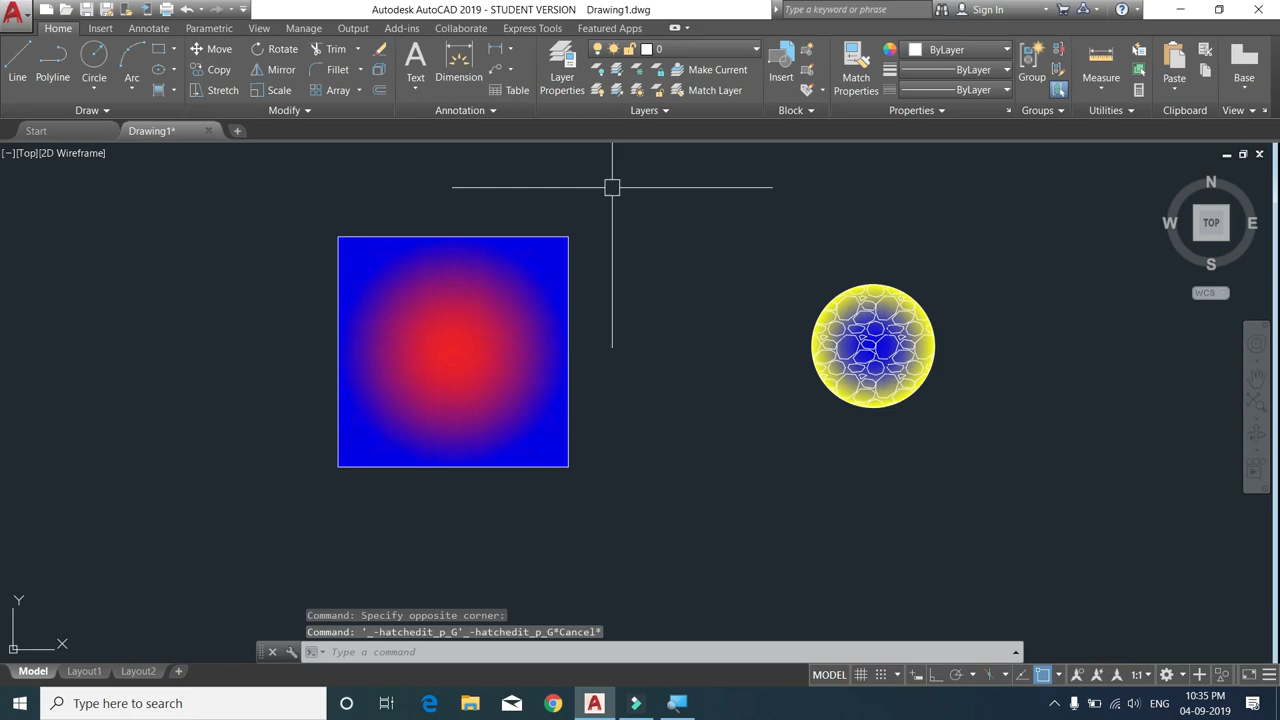 Autodesk AutoCAD 2019 - STUDENT VERSION Drawing1.dwg
Type a keyword or phrase
Sign In
Home Insert Annotate Parametric View Manage Output Add-ins Collaborate Express Tools Featured Apps
Line Polyline Circle Arc
Move Rotate Trim
Copy Mirror Fillet
Stretch Scale Array
Text Dimension Table
Layer Properties
0
Make Current
Match Layer
Insert
Match Properties
ByLayer
ByLayer
ByLayer
Group
Measure
Paste
Base
Draw Modify Annotation Layers Block Properties Groups Utilities Clipboard View
Start Drawing1*
[−][Top][2D Wireframe]
N
W TOP E
S
WCS
Y
X
Command: Specify opposite corner:
Command: '_-hatchedit_p_G'_-hatchedit_p_G*Cancel*
Type a command
Model Layout1 Layout2
MODEL 1:1
Type here to search
ENG
10:35 PM
04-09-2019